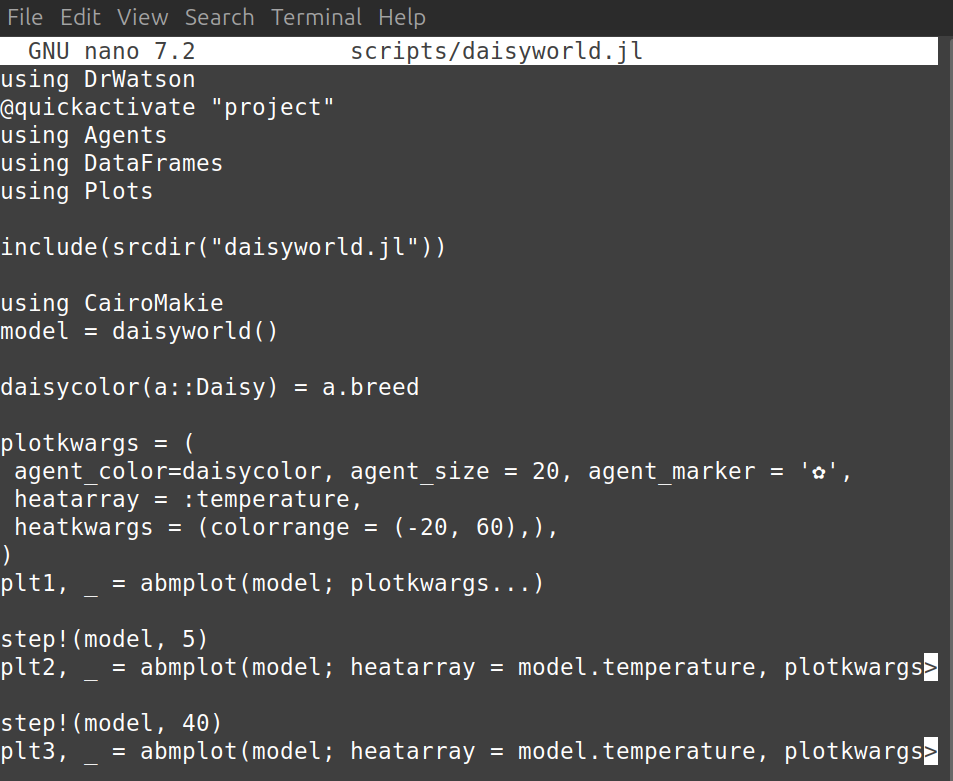 File Edit View Search Terminal Help
GNU nano 7.2 scripts/daisyworld.jl
using DrWatson
@quickactivate "project"
using Agents
using DataFrames
using Plots
include(srcdir("daisyworld.jl"))
using CairoMakie
model = daisyworld()
daisycolor(a::Daisy) = a.breed
plotkwargs = (
 agent_color=daisycolor, agent_size = 20, agent_marker = '✿',
 heatarray = :temperature,
 heatkwargs = (colorrange = (-20, 60),),
)
plt1, _ = abmplot(model; plotkwargs...)
step!(model, 5)
plt2, _ = abmplot(model; heatarray = model.temperature, plotkwargs>
step!(model, 40)
plt3, _ = abmplot(model; heatarray = model.temperature, plotkwargs>